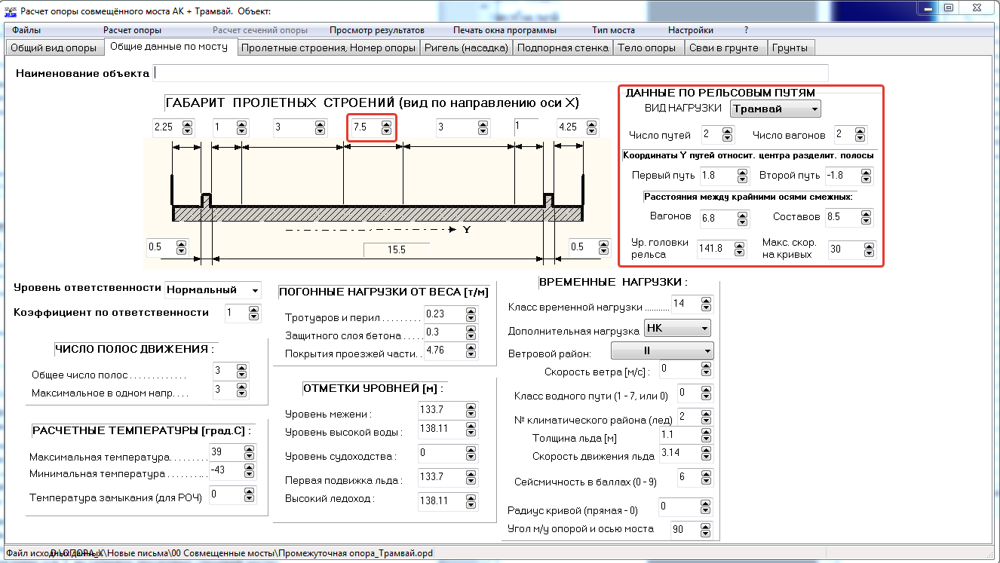 Расчет опоры совмещённого моста АК + Трамвай. Объект:
Файлы Расчет опоры Расчет сечений опоры Просмотр результатов Печать окна программы Тип моста Настройки ?
Общий вид опоры Общие данные по мосту Пролетные строения, Номер опоры Ригель (насадка) Подпорная стенка Тело опоры Сваи в грунте Грунты
Наименование объекта
ГАБАРИТ ПРОЛЕТНЫХ СТРОЕНИЙ (вид по направлению оси X)
2.25 1 3 7.5 3 1 4.25
Y
0.5 15.5 0.5
ДАННЫЕ ПО РЕЛЬСОВЫМ ПУТЯМ
ВИД НАГРУЗКИ Трамвай
Число путей 2 Число вагонов 2
Координаты Y путей относит. центра разделит. полосы
Первый путь 1.8 Второй путь -1.8
Расстояния между крайними осями смежных:
Вагонов 6.8 Составов 8.5
Ур. головки рельса 141.8 Макс. скор. на кривых 30
Уровень ответственности Нормальный
Коэффициент по ответственности 1
ЧИСЛО ПОЛОС ДВИЖЕНИЯ :
Общее число полос . . . . . . . . . . . . . 3
Максимальное в одном напр. . . . 3
РАСЧЕТНЫЕ ТЕМПЕРАТУРЫ [град.С] :
Максимальная температура. . . . . . . . 39
Минимальная температура. . . . . . . . . . -43
Температура замыкания (для РОЧ) 0
ПОГОННЫЕ НАГРУЗКИ ОТ ВЕСА [т/м]
Тротуаров и перил . . . . . . . . . 0.23
Защитного слоя бетона . . . . . 0.3
Покрытия проезжей части. . . 4.76
ОТМЕТКИ УРОВНЕЙ [м] :
Уровень межени : 133.7
Уровень высокой воды : 138.11
Уровень судоходства : 0
Первая подвижка льда : 133.7
Высокий ледоход : 138.11
ВРЕМЕННЫЕ НАГРУЗКИ :
Класс временной нагрузки ........... 14
Дополнительная нагрузка НК
Ветровой район: II
Скорость ветра [м/с] : 0
Класс водного пути (1 - 7, или 0) 0
№ климатического района (лед) 2
Толщина льда [м] 1.1
Скорость движения льда 3.14
Сейсмичность в баллах (0 - 9) 6
Радиус кривой (прямая - 0) 0
Угол м/у опорой и осью моста 90
Файл исходных данных D:\ОПОРА_X\Новые письма\00 Совмещенные мосты\Промежуточная опора_Трамвай.opd